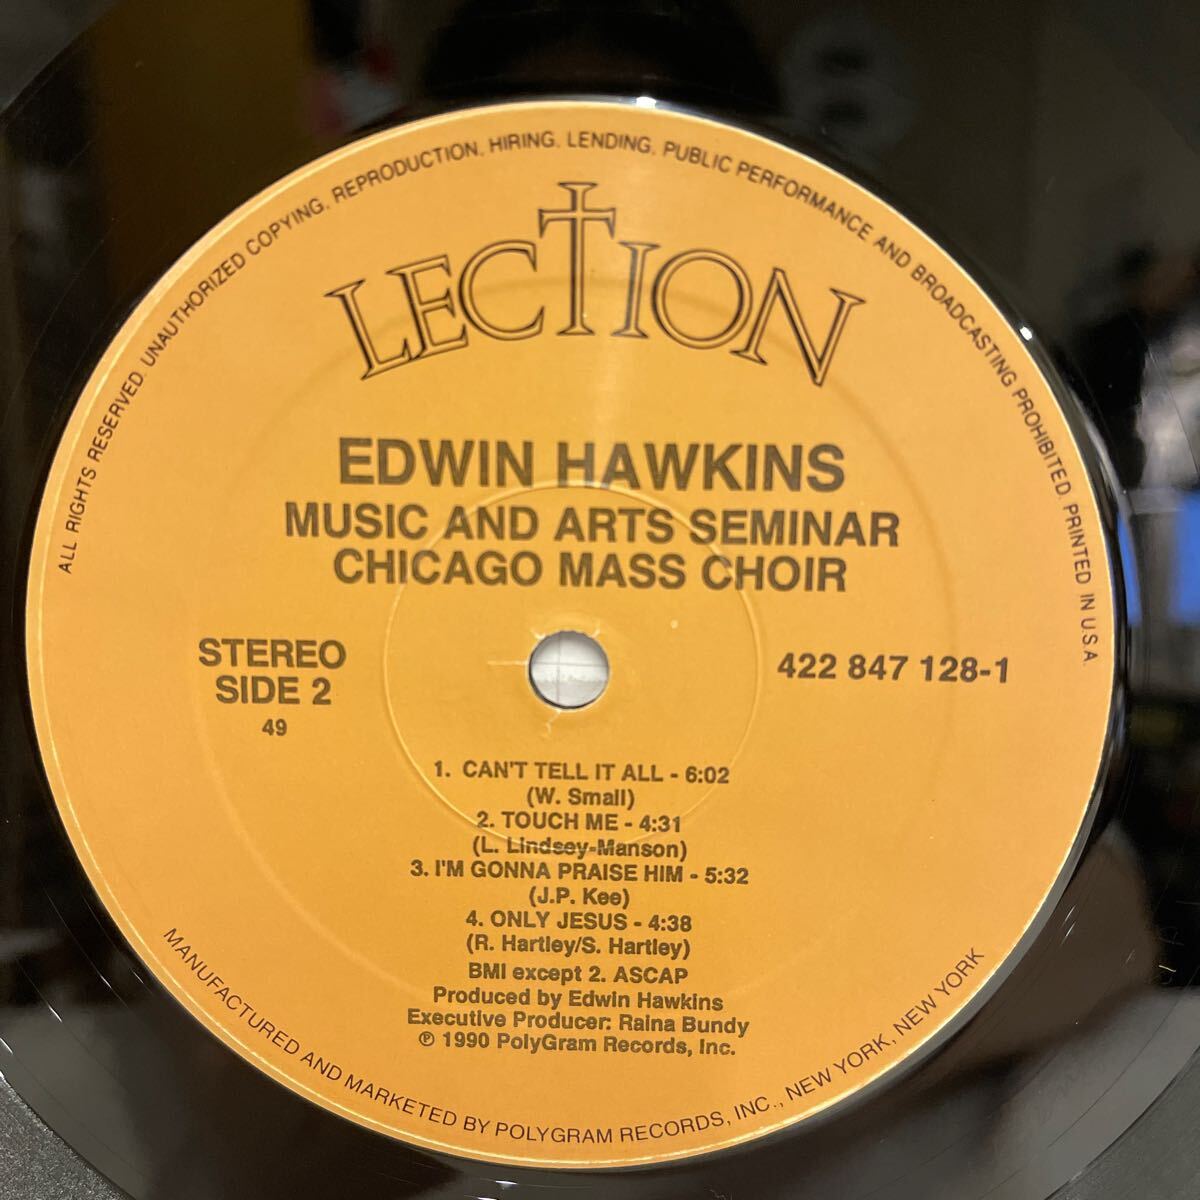 ALL RIGHTS RESERVED. UNAUTHORIZED COPYING, REPRODUCTION, HIRING, LENDING, PUBLIC PERFORMANCE AND BROADCASTING PROHIBITED. PRINTED IN U.S.A.
LECTION
EDWIN HAWKINS
MUSIC AND ARTS SEMINAR
CHICAGO MASS CHOIR
STEREO
SIDE 2
49
422 847 128-1
1. CAN'T TELL IT ALL - 6:02
(W. Small)
2. TOUCH ME - 4:31
(L. Lindsey-Manson)
3. I'M GONNA PRAISE HIM - 5:32
(J.P. Kee)
4. ONLY JESUS - 4:38
(R. Hartley/S. Hartley)
BMI except 2. ASCAP
Produced by Edwin Hawkins
Executive Producer: Raina Bundy
℗ 1990 PolyGram Records, Inc.
MANUFACTURED AND MARKETED BY POLYGRAM RECORDS, INC., NEW YORK, NEW YORK